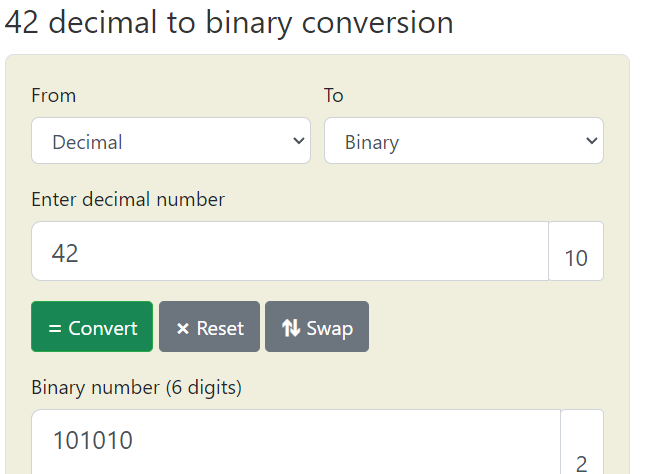 42 decimal to binary conversion
From To
Decimal Binary
Enter decimal number
42 10
= Convert × Reset ⇅ Swap
Binary number (6 digits)
101010
2